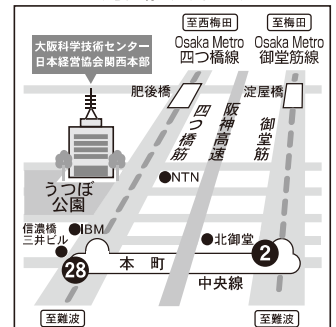 至西梅田
至梅田
Osaka Metro
四つ橋線
Osaka Metro
御堂筋線
大阪科学技術センター
日本経営協会関西本部
肥後橋
淀屋橋
四つ橋筋
阪神高速
御堂筋
NTN
うつぼ
公園
信濃橋
三井ビル
IBM
北御堂
28
本町
2
中央線
至難波
至難波